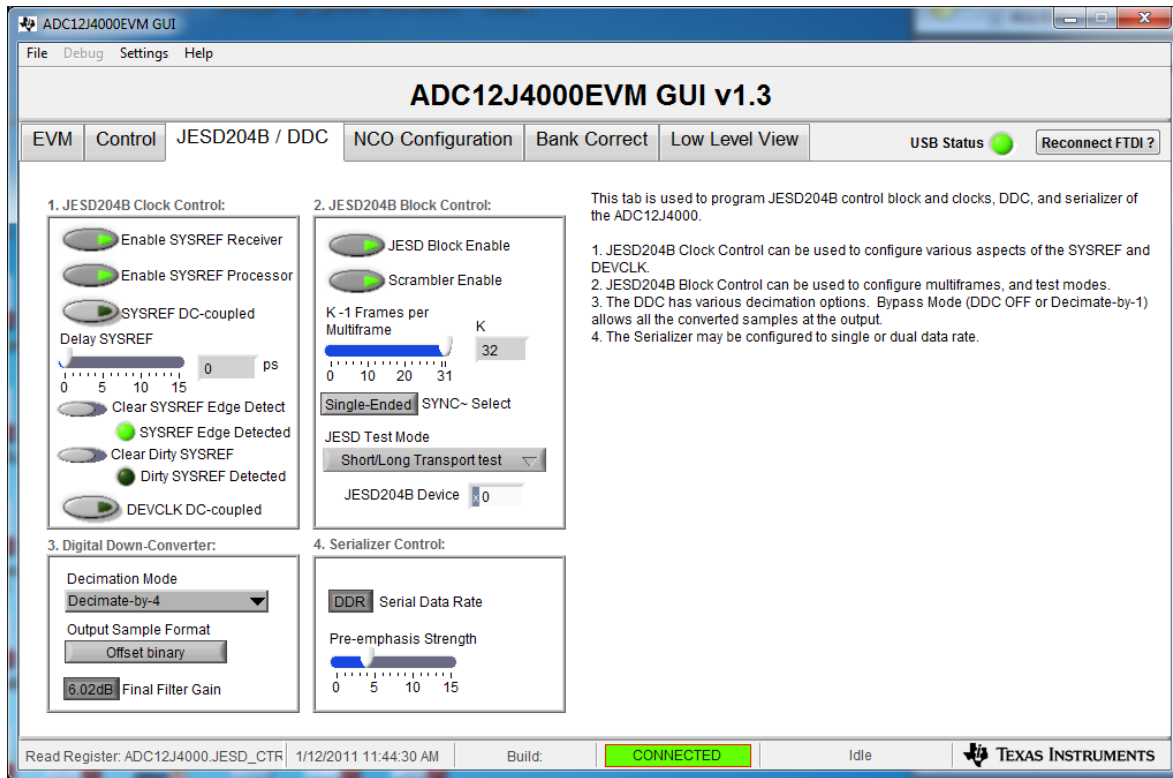 ADC12J4000EVM GUI
File Debug Settings Help
ADC12J4000EVM GUI v1.3
EVM Control JESD204B / DDC NCO Configuration Bank Correct Low Level View USB Status Reconnect FTDI ?
1. JESD204B Clock Control:
Enable SYSREF Receiver
Enable SYSREF Processor
SYSREF DC-coupled
Delay SYSREF
0 ps
0 5 10 15
Clear SYSREF Edge Detect
SYSREF Edge Detected
Clear Dirty SYSREF
Dirty SYSREF Detected
DEVCLK DC-coupled
2. JESD204B Block Control:
JESD Block Enable
Scrambler Enable
K -1 Frames per
Multiframe
K
32
0 10 20 31
Single-Ended SYNC~ Select
JESD Test Mode
Short/Long Transport test
JESD204B Device x 0
This tab is used to program JESD204B control block and clocks, DDC, and serializer of
the ADC12J4000.
1. JESD204B Clock Control can be used to configure various aspects of the SYSREF and
DEVCLK.
2. JESD204B Block Control can be used to configure multiframes, and test modes.
3. The DDC has various decimation options. Bypass Mode (DDC OFF or Decimate-by-1)
allows all the converted samples at the output.
4. The Serializer may be configured to single or dual data rate.
3. Digital Down-Converter:
Decimation Mode
Decimate-by-4
Output Sample Format
Offset binary
6.02dB Final Filter Gain
4. Serializer Control:
DDR Serial Data Rate
Pre-emphasis Strength
0 5 10 15
Read Register: ADC12J4000.JESD_CTR 1/12/2011 11:44:30 AM Build: CONNECTED Idle TEXAS INSTRUMENTS